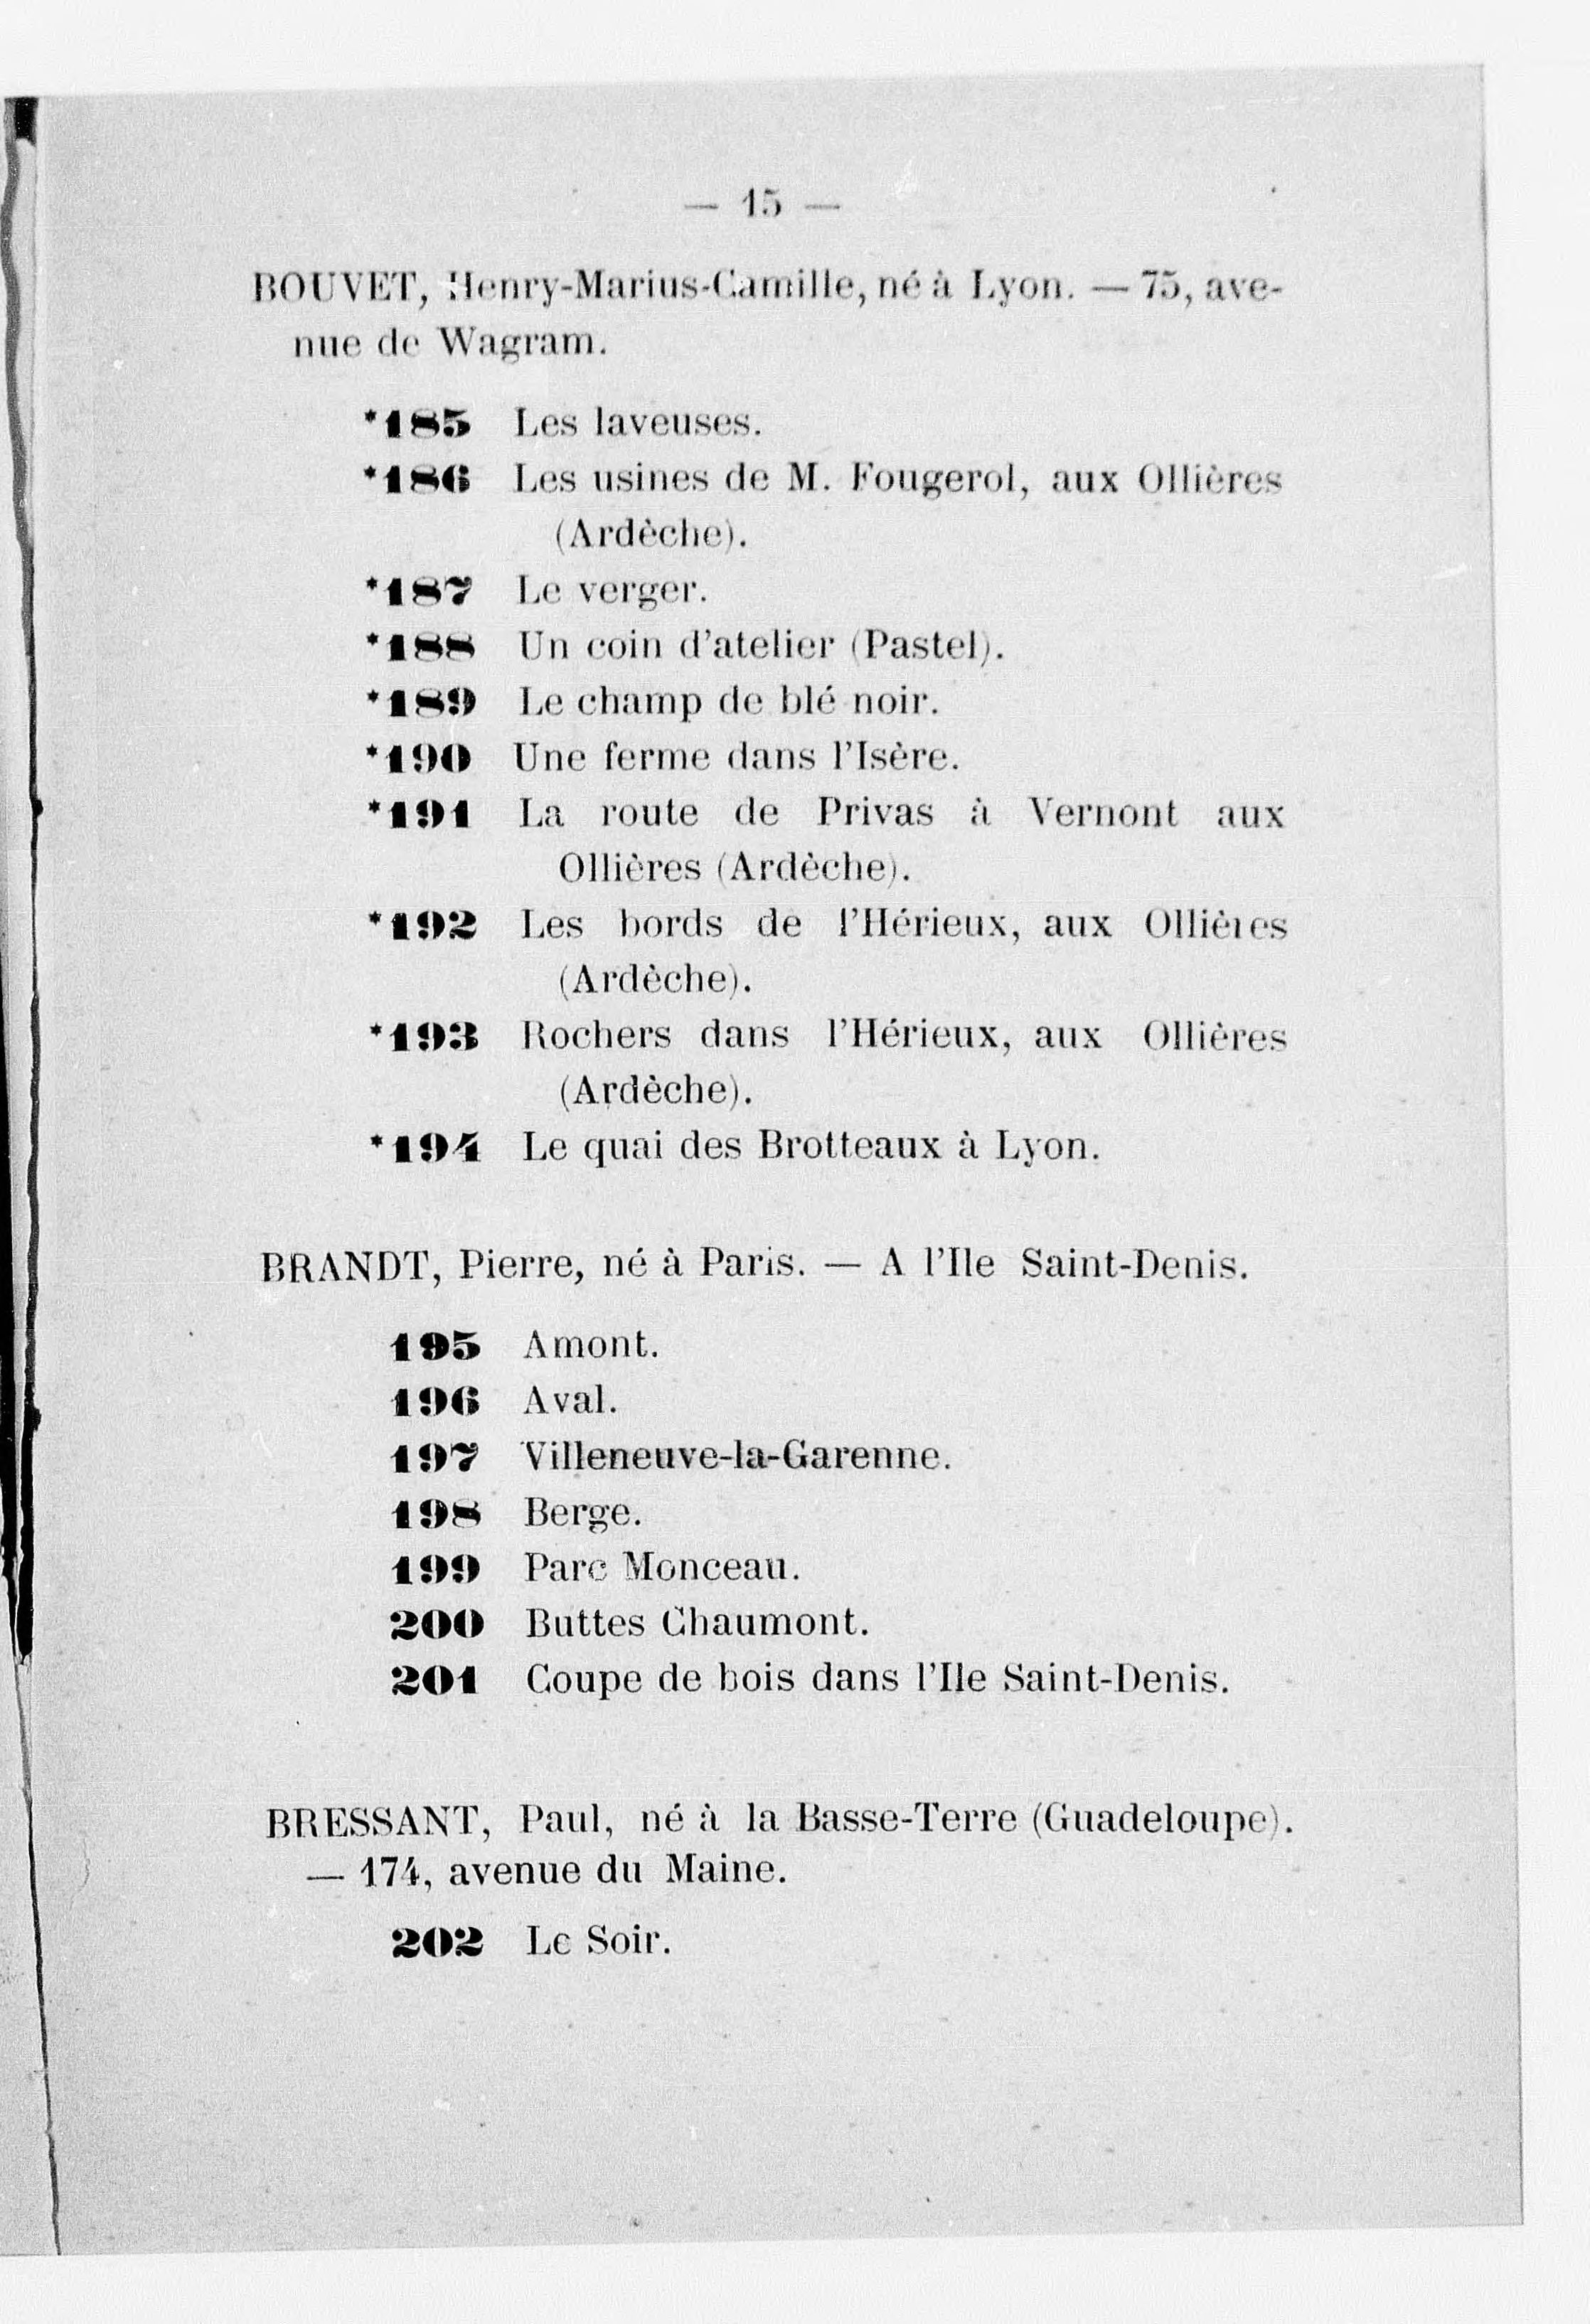 — 15 —
BOUVET, Henry-Marius-Camille, né à Lyon. — 75, ave-
nue de Wagram.
*185 Les laveuses.
*186 Les usines de M. Fougerol, aux Ollières
(Ardèche).
*187 Le verger.
*188 Un coin d'atelier (Pastel).
*189 Le champ de blé noir.
*190 Une ferme dans l'Isère.
*191 La route de Privas à Vernont aux
Ollières (Ardèche).
*192 Les bords de l'Hérieux, aux Ollières
(Ardèche).
*193 Rochers dans l'Hérieux, aux Ollières
(Ardèche).
*194 Le quai des Brotteaux à Lyon.
BRANDT, Pierre, né à Paris. — A l'Ile Saint-Denis.
195 Amont.
196 Aval.
197 Villeneuve-la-Garenne.
198 Berge.
199 Parc Monceau.
200 Buttes Chaumont.
201 Coupe de bois dans l'Ile Saint-Denis.
BRESSANT, Paul, né à la Basse-Terre (Guadeloupe).
— 174, avenue du Maine.
202 Le Soir.